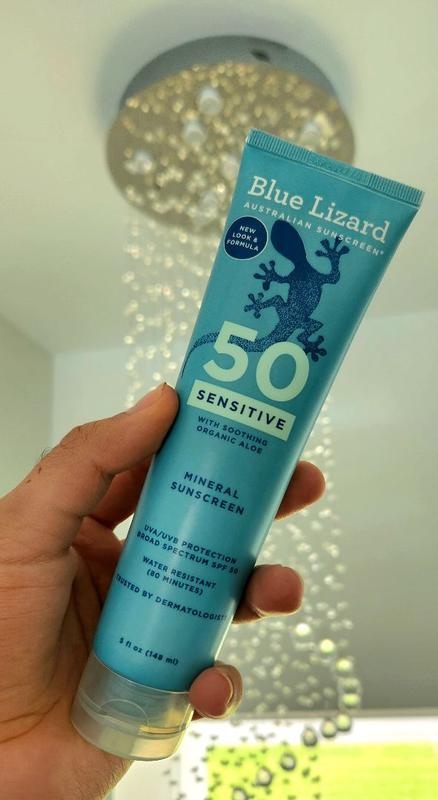 Blue Lizard
AUSTRALIAN SUNSCREEN®
NEW
LOOK &
FORMULA
50
SENSITIVE
WITH SOOTHING
ORGANIC ALOE
MINERAL
SUNSCREEN
UVA/UVB PROTECTION
BROAD SPECTRUM SPF 50
WATER RESISTANT
(80 MINUTES)
TRUSTED BY DERMATOLOGISTS
5 fl oz (148 ml)